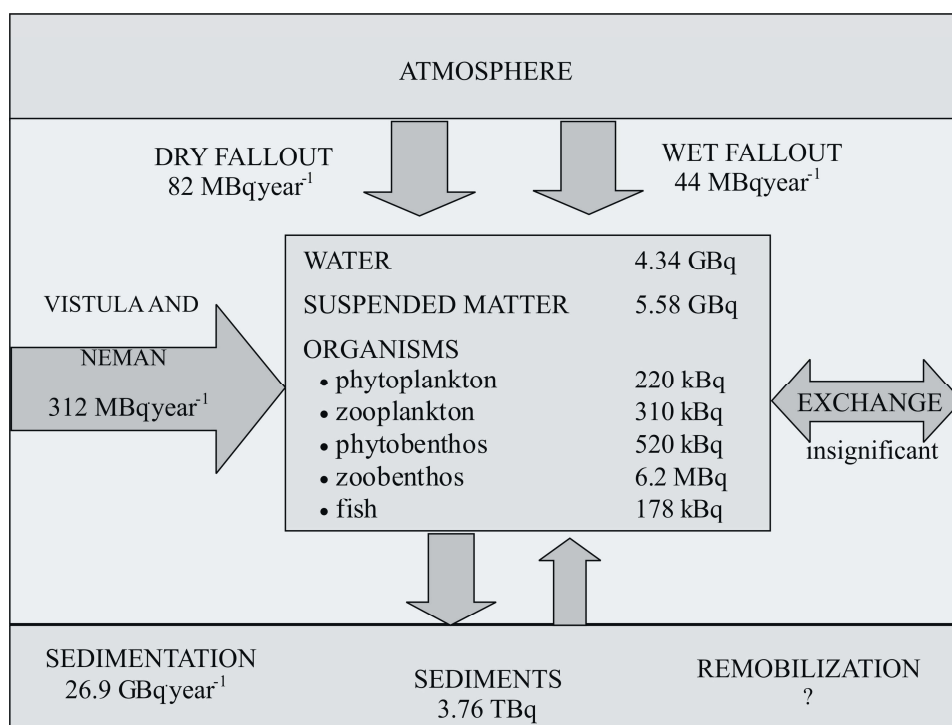 ATMOSPHERE
DRY FALLOUT
82 MBqyear⁻¹
WET FALLOUT
44 MBqyear⁻¹
VISTULA AND
NEMAN
312 MBqyear⁻¹
WATER 4.34 GBq
SUSPENDED MATTER 5.58 GBq
ORGANISMS
• phytoplankton 220 kBq
• zooplankton 310 kBq
• phytobenthos 520 kBq
• zoobenthos 6.2 MBq
• fish 178 kBq
EXCHANGE
insignificant
SEDIMENTATION
26.9 GBqyear⁻¹
SEDIMENTS
3.76 TBq
REMOBILIZATION
?